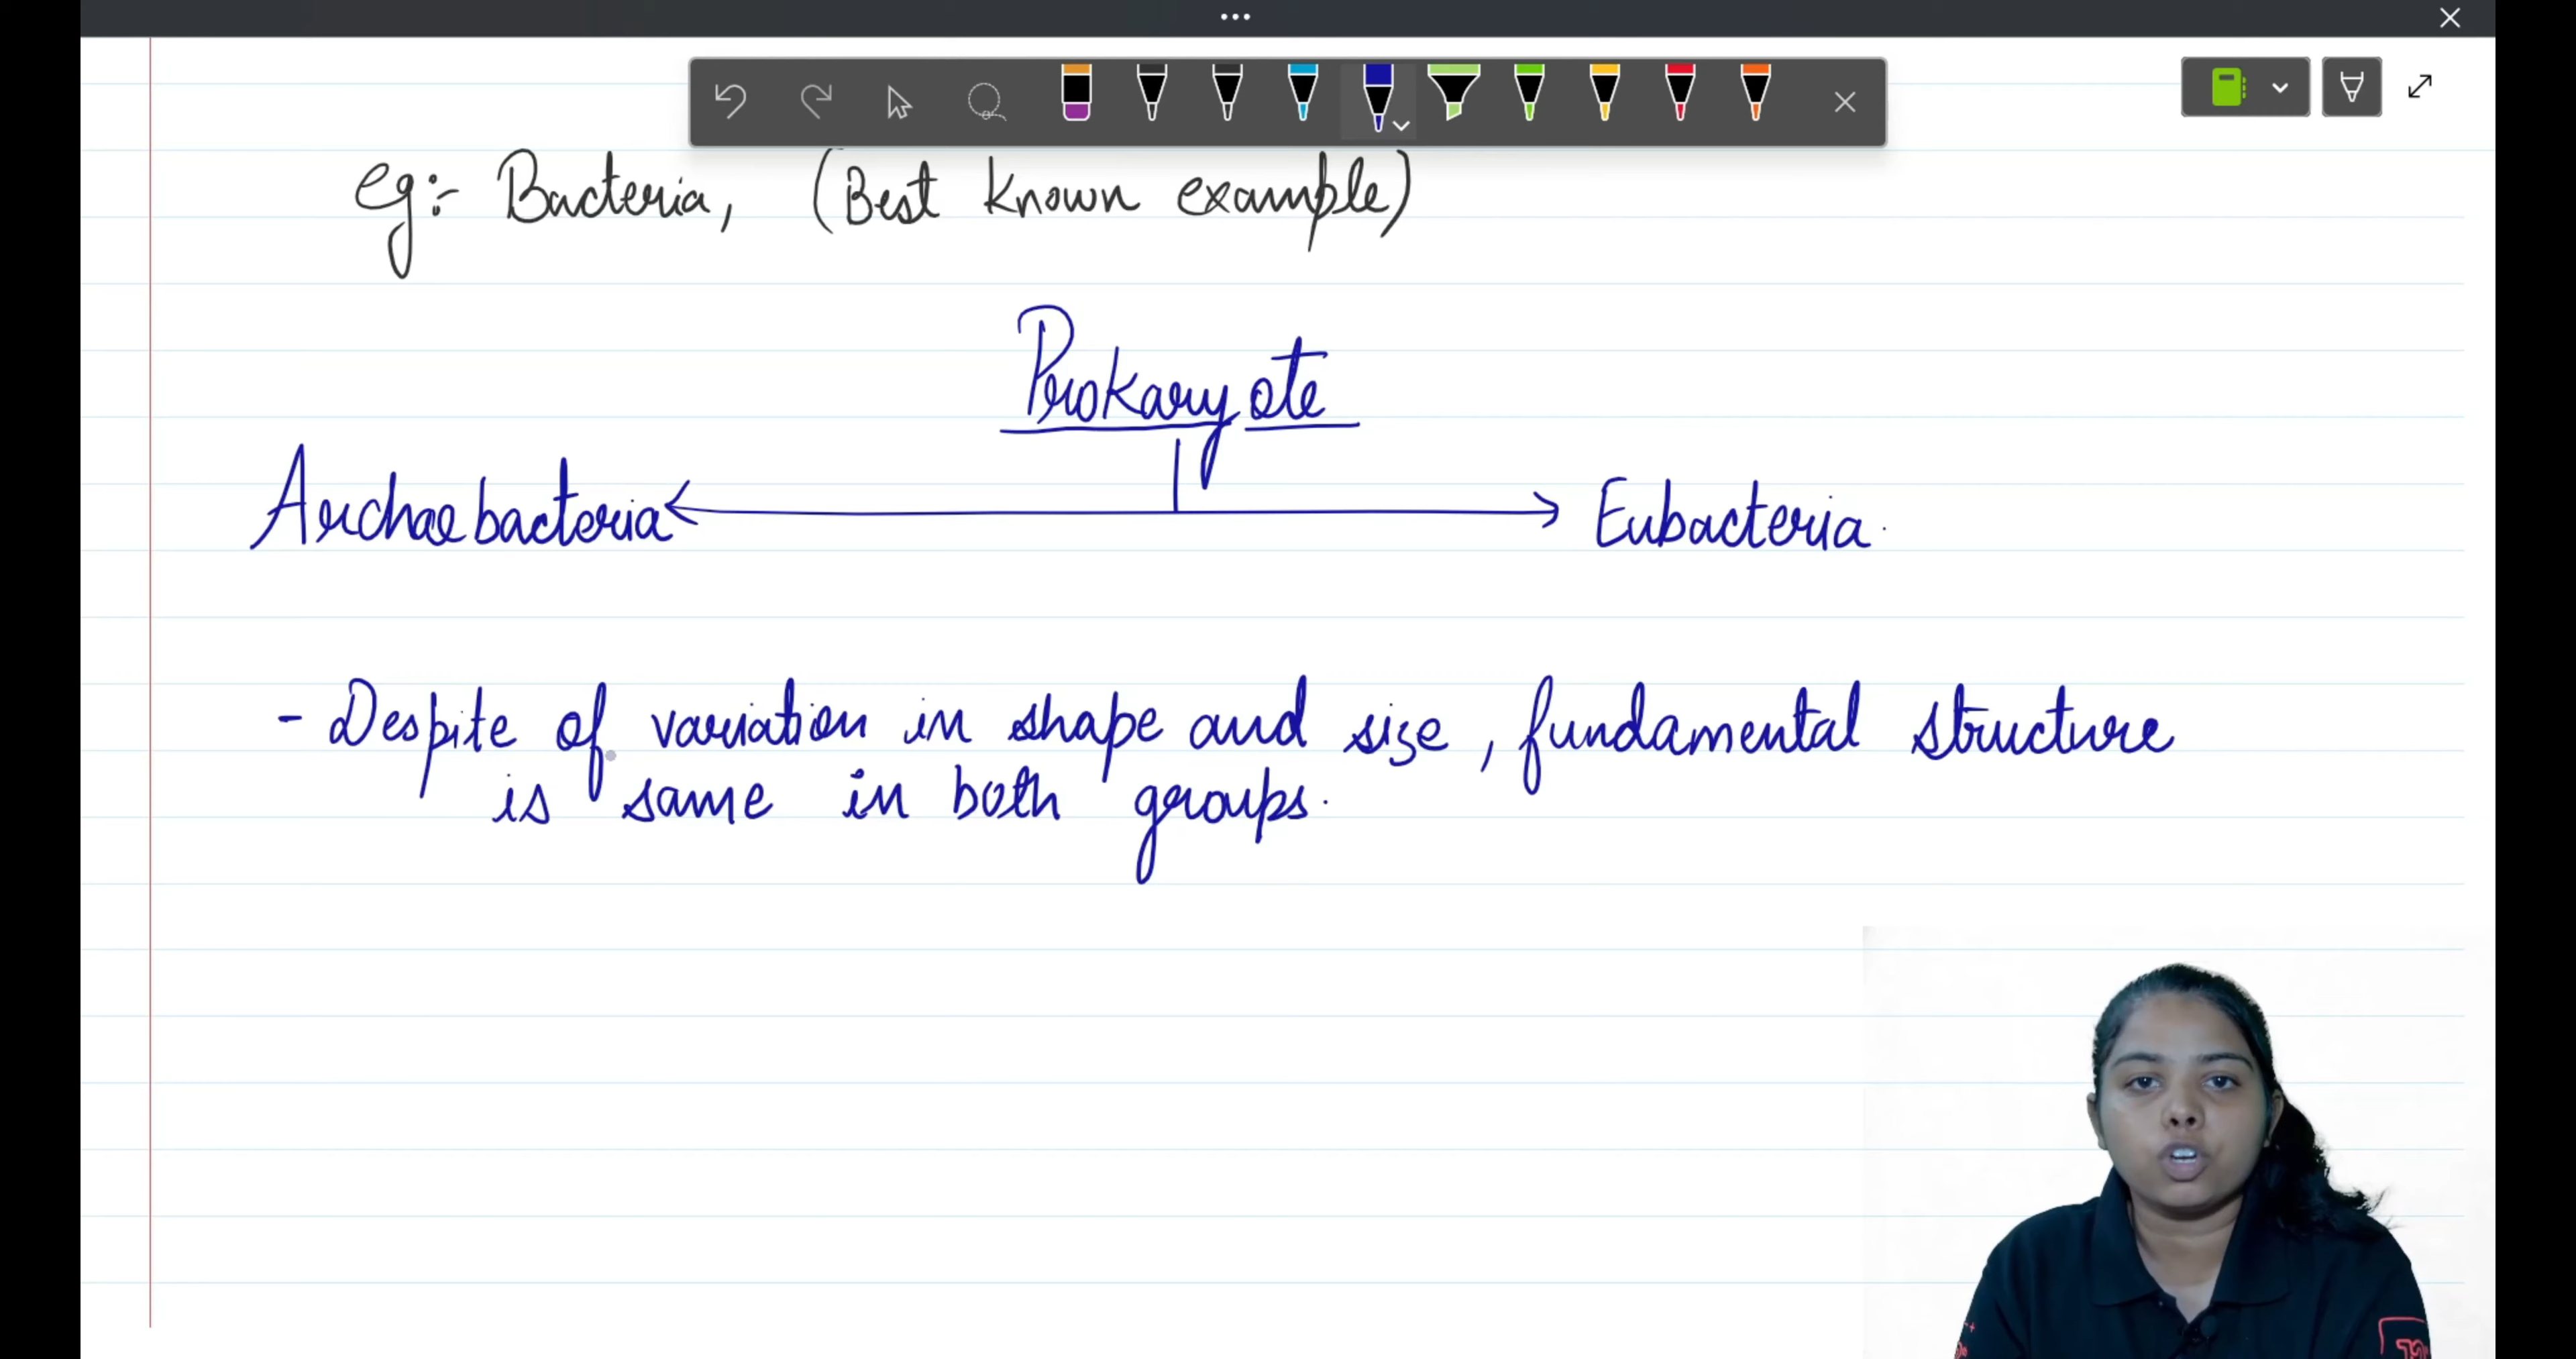 eg:- Bacteria, (Best Known example)
Prokaryote
Archaebacteria
Eubacteria.
- Despite of variation in shape and size, fundamental structure
is same in both groups.